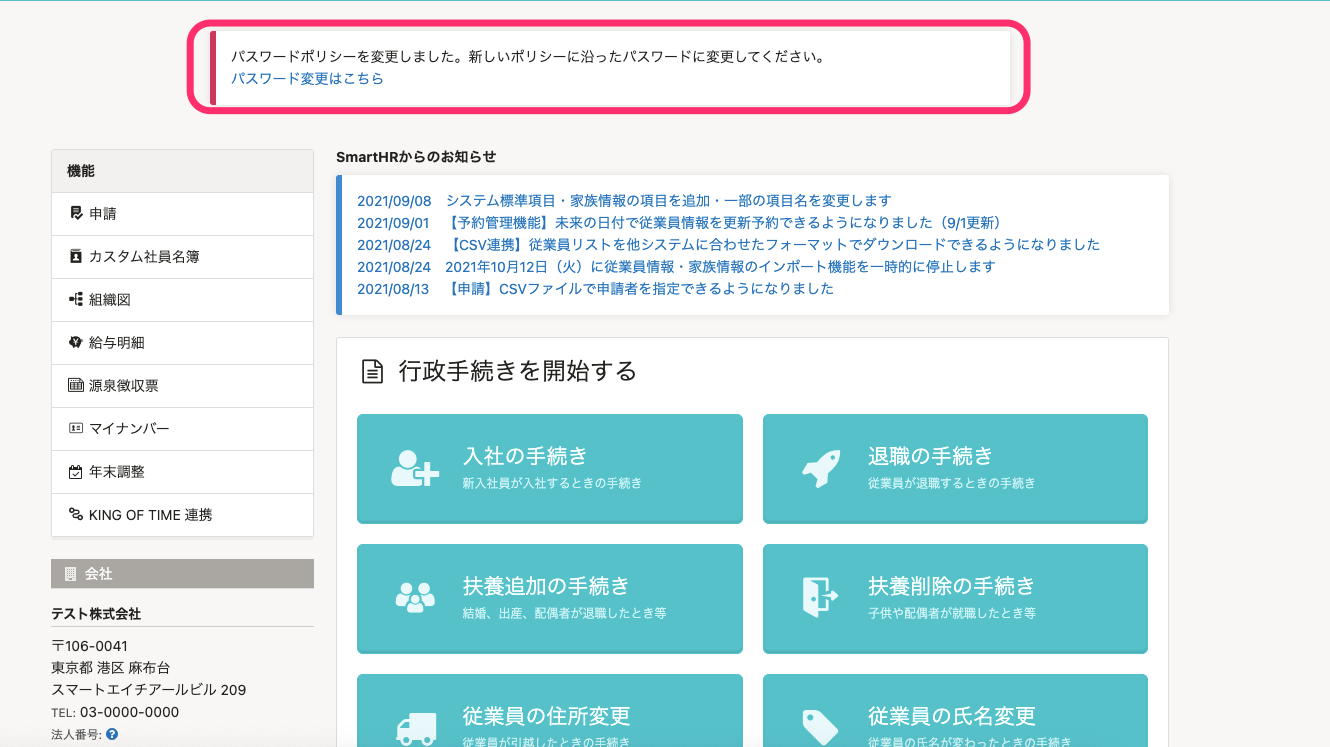 パスワードポリシーを変更しました。新しいポリシーに沿ったパスワードに変更してください。
パスワード変更はこちら
機能
申請
カスタム社員名簿
組織図
給与明細
源泉徴収票
マイナンバー
年末調整
KING OF TIME 連携
会社
テスト株式会社
〒106-0041
東京都 港区 麻布台
スマートエイチアールビル 209
TEL: 03-0000-0000
法人番号: ?
SmartHRからのお知らせ
2021/09/08 システム標準項目・家族情報の項目を追加・一部の項目名を変更します
2021/09/01 【予約管理機能】未来の日付で従業員情報を更新予約できるようになりました（9/1更新）
2021/08/24 【CSV連携】従業員リストを他システムに合わせたフォーマットでダウンロードできるようになりました
2021/08/24 2021年10月12日（火）に従業員情報・家族情報のインポート機能を一時的に停止します
2021/08/13 【申請】CSVファイルで申請者を指定できるようになりました
行政手続きを開始する
入社の手続き
新入社員が入社するときの手続き
退職の手続き
従業員が退職するときの手続き
扶養追加の手続き
結婚、出産、配偶者が退職したとき等
扶養削除の手続き
子供や配偶者が就職したとき等
従業員の住所変更
従業員が引越したときの手続き
従業員の氏名変更
従業員の氏名が変わったときの手続き